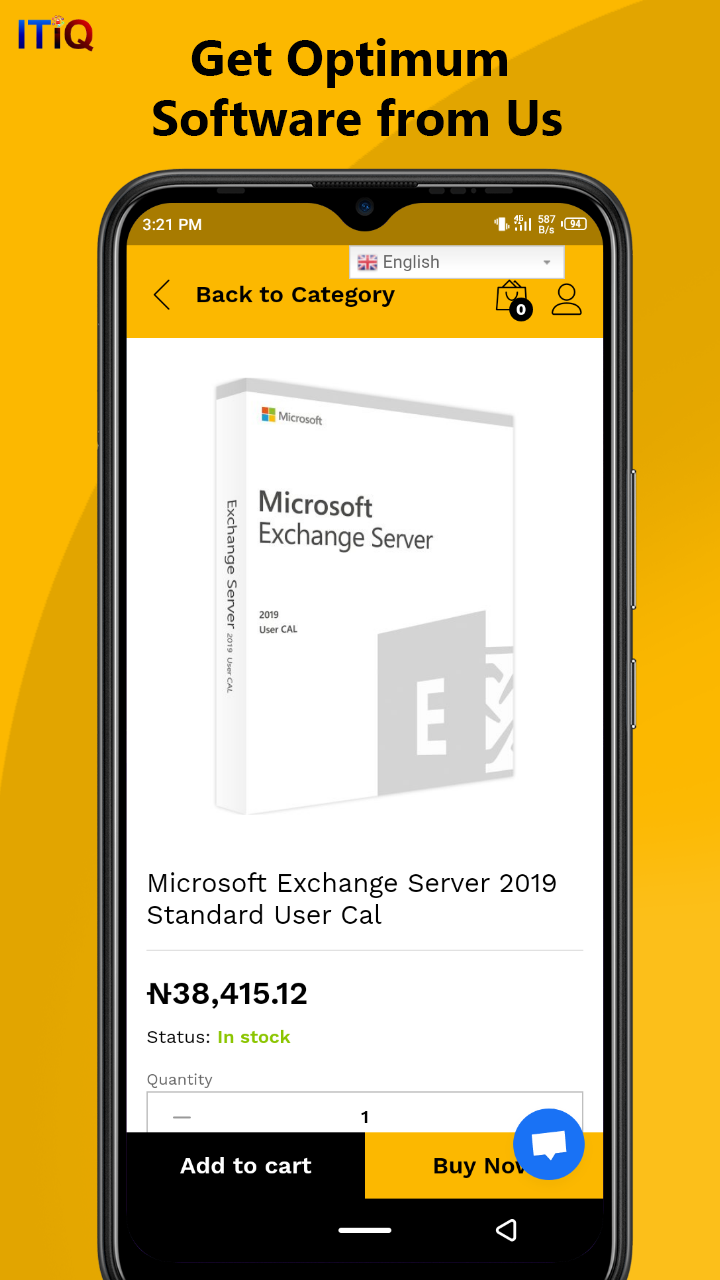 ITiQ
Get Optimum
Software from Us
3:21 PM
4G
587
B/s
94
English
Back to Category
0
Microsoft
Microsoft
Exchange Server
2019
User CAL
Exchange Server 2019 User CAL
E
Microsoft Exchange Server 2019
Standard User Cal
₦38,415.12
Status: In stock
Quantity
— 1
Add to cart
Buy Now